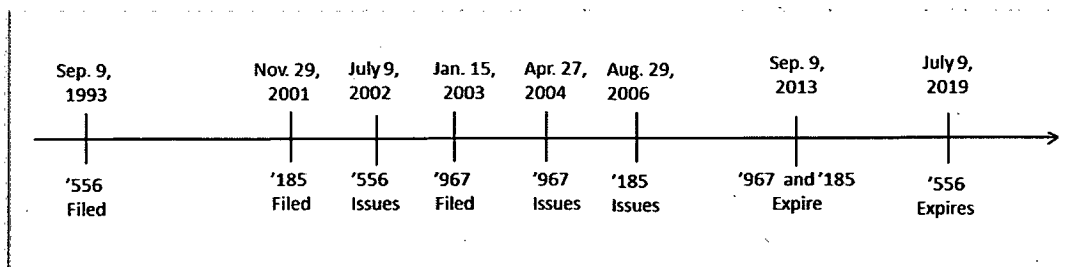 Sep. 9,
1993
Nov. 29,
2001
July 9,
2002
Jan. 15,
2003
Apr. 27,
2004
Aug. 29,
2006
Sep. 9,
2013
July 9,
2019
'556
Filed
'185
Filed
'556
Issues
'967
Filed
'967
Issues
'185
Issues
'967 and '185
Expire
'556
Expires